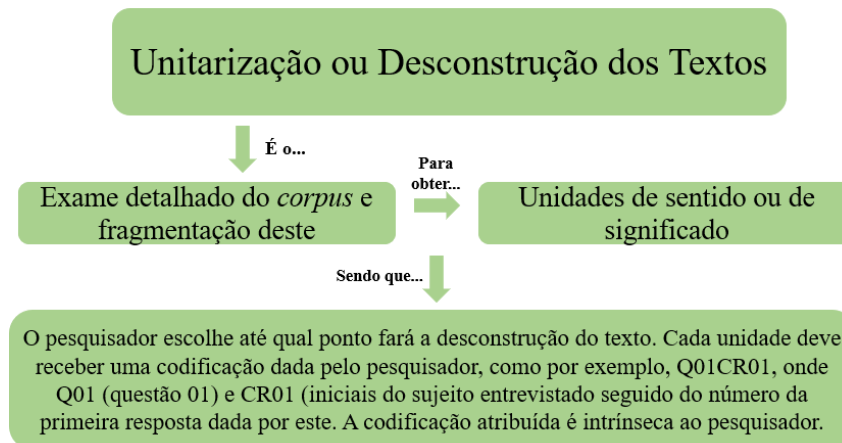 Unitarização ou Desconstrução dos Textos
É o...
Para
obter...
Exame detalhado do corpus e
fragmentação deste
Unidades de sentido ou de
significado
Sendo que...
O pesquisador escolhe até qual ponto fará a desconstrução do texto. Cada unidade deve
receber uma codificação dada pelo pesquisador, como por exemplo, Q01CR01, onde
Q01 (questão 01) e CR01 (iniciais do sujeito entrevistado seguido do número da
primeira resposta dada por este. A codificação atribuída é intrínseca ao pesquisador.